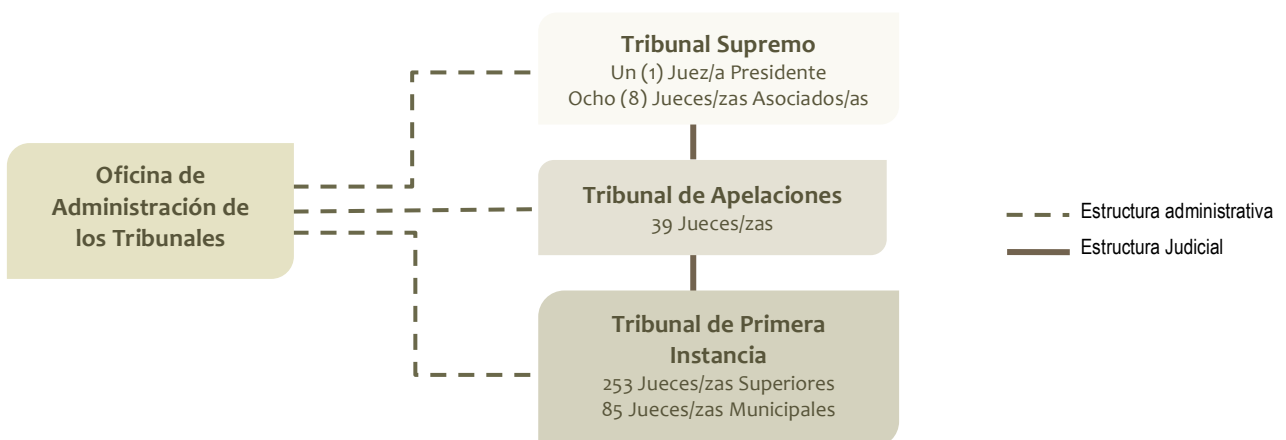 Tribunal Supremo
Un (1) Juez/a Presidente
Ocho (8) Jueces/zas Asociados/as
Oficina de
Administración de
los Tribunales
Tribunal de Apelaciones
39 Jueces/zas
Estructura administrativa
Estructura Judicial
Tribunal de Primera
Instancia
253 Jueces/zas Superiores
85 Jueces/zas Municipales